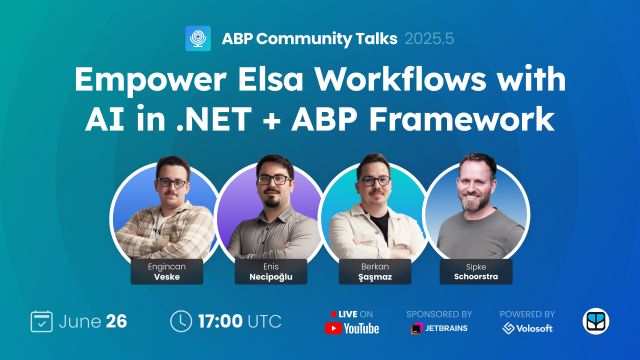 ABP Community Talks 2025.5
Empower Elsa Workflows with
AI in .NET + ABP Framework
Engincan
Veske
Enis
Necipoğlu
Berkan
Şaşmaz
Sipke
Schoorstra
June 26
17:00 UTC
LIVE ON
YouTube
SPONSORED BY
JETBRAINS
POWERED BY
Volosoft